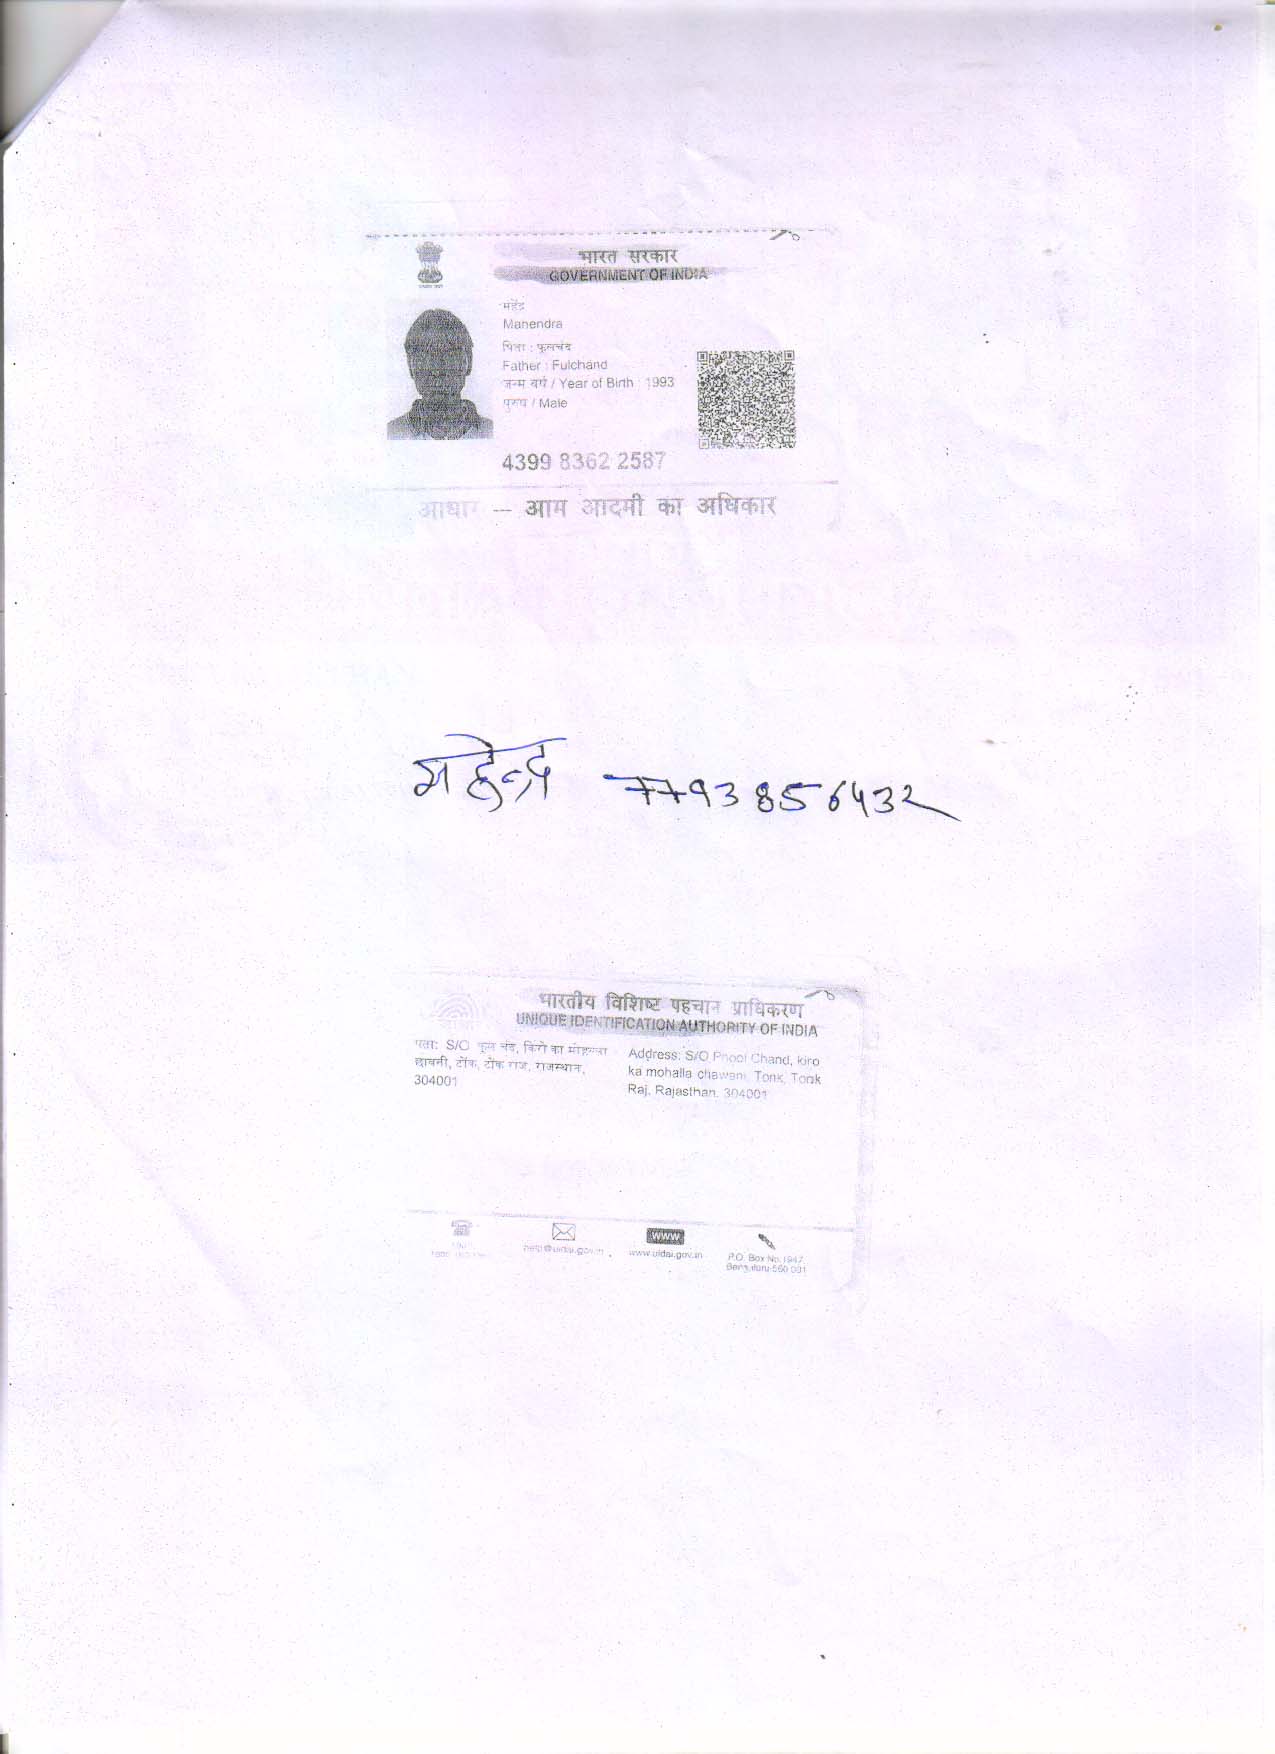 भारत सरकार
GOVERNMENT OF INDIA
महेंद्र
Mahendra
पिता : फूलचंद
Father : Fulchand
जन्म वर्ष / Year of Birth : 1993
पुरुष / Male
4399 8362 2587
आधार — आम आदमी का अधिकार
महेन्द्र 7793856432
भारतीय विशिष्ट पहचान प्राधिकरण
UNIQUE IDENTIFICATION AUTHORITY OF INDIA
पता: S/O फूल चंद, किरो का मोहल्ला
छावनी, टोंक, टोंक राज, राजस्थान,
304001
Address: S/O Phool Chand, kiro
ka mohalla chawani, Tonk, Tonk
Raj, Rajasthan, 304001
help@uidai.gov.in
www
www.uidai.gov.in
P.O. Box No.1947,
Bengaluru-560 001